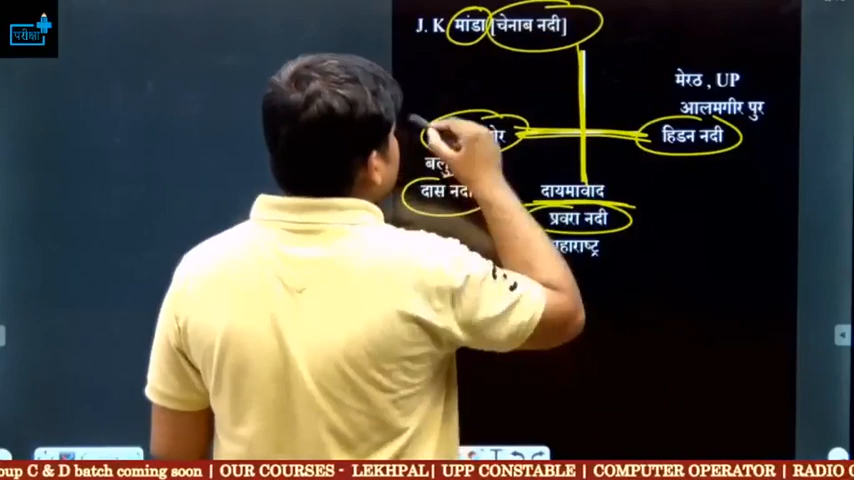 परीक्षा
J. K मांडा [चेनाब नदी]
मेरठ , UP
आलमगीर पुर
हिडन नदी
दास नदी
दायमावाद
प्रवरा नदी
C & D batch coming soon | OUR COURSES - LEKHPAL| UPP CONSTABLE | COMPUTER OPERATOR | RADIO